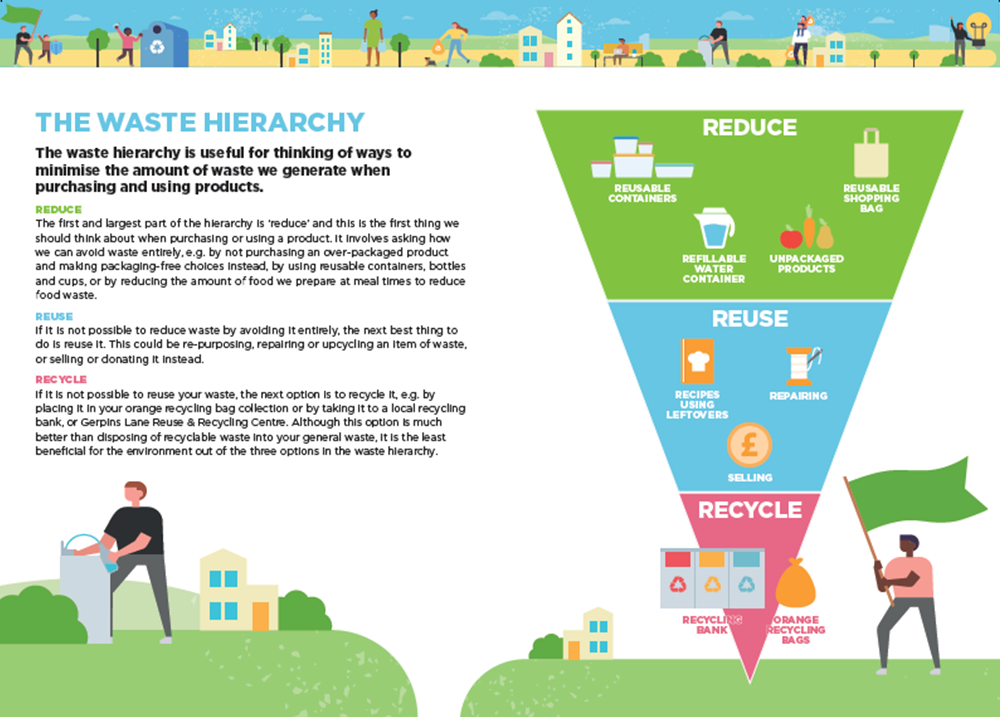 THE WASTE HIERARCHY
The waste hierarchy is useful for thinking of ways to
minimise the amount of waste we generate when
purchasing and using products.
REDUCE
The first and largest part of the hierarchy is 'reduce' and this is the first thing we
should think about when purchasing or using a product. It involves asking how
we can avoid waste entirely, e.g. by not purchasing an over-packaged product
and making packaging-free choices instead, by using reusable containers, bottles
and cups, or by reducing the amount of food we prepare at meal times to reduce
food waste.
REUSE
If it is not possible to reduce waste by avoiding it entirely, the next best thing to
do is reuse it. This could be re-purposing, repairing or upcycling an item of waste,
or selling or donating it instead.
RECYCLE
If it is not possible to reuse your waste, the next option is to recycle it, e.g. by
placing it in your orange recycling bag collection or by taking it to a local recycling
bank, or Gerpins Lane Reuse & Recycling Centre. Although this option is much
better than disposing of recyclable waste into your general waste, it is the least
beneficial for the environment out of the three options in the waste hierarchy.
REDUCE
REUSABLE
CONTAINERS
REUSABLE
SHOPPING
BAG
REFILLABLE
WATER
CONTAINER
UNPACKAGED
PRODUCTS
REUSE
RECIPES
USING
LEFTOVERS
REPAIRING
£
SELLING
RECYCLE
RECYCLING
BANK
ORANGE
RECYCLING
BAGS